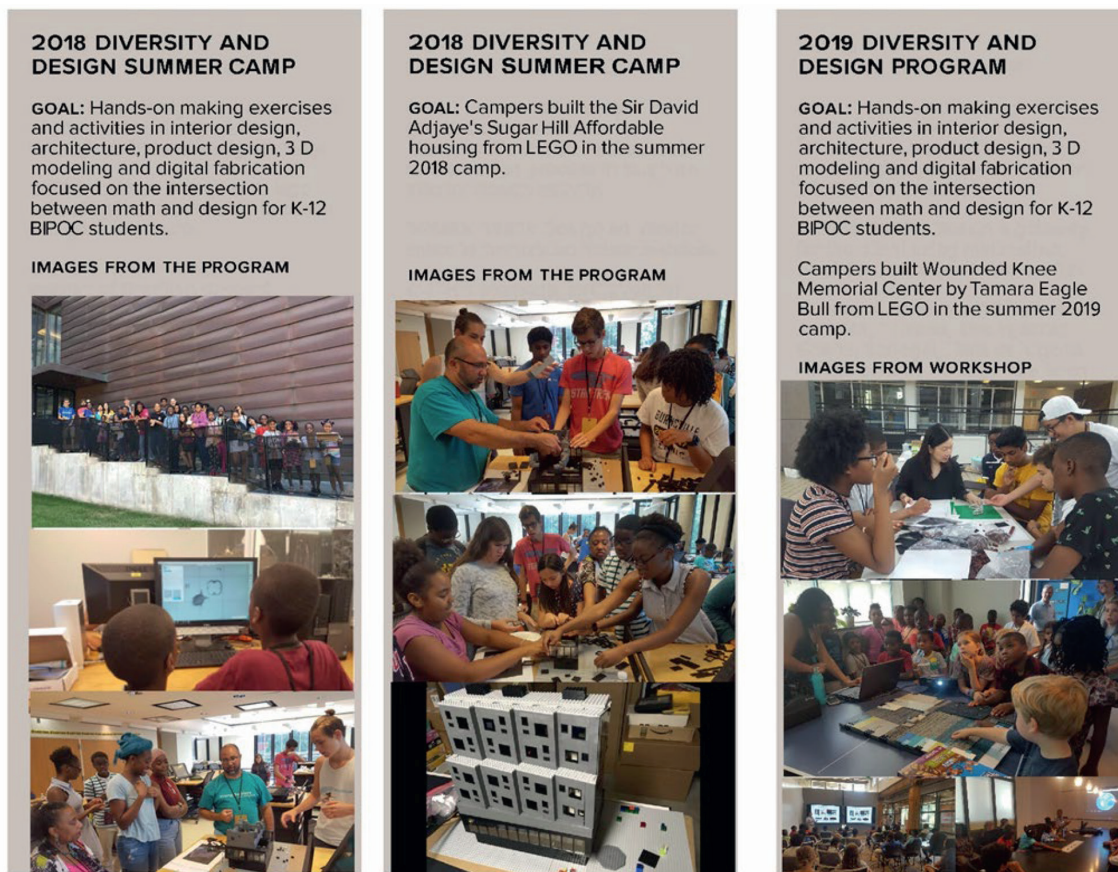 2018 DIVERSITY AND
DESIGN SUMMER CAMP
GOAL: Hands-on making exercises
and activities in interior design,
architecture, product design, 3 D
modeling and digital fabrication
focused on the intersection
between math and design for K-12
BIPOC students.
IMAGES FROM THE PROGRAM
2018 DIVERSITY AND
DESIGN SUMMER CAMP
GOAL: Campers built the Sir David
Adjaye's Sugar Hill Affordable
housing from LEGO in the summer
2018 camp.
IMAGES FROM THE PROGRAM
2019 DIVERSITY AND
DESIGN PROGRAM
GOAL: Hands-on making exercises
and activities in interior design,
architecture, product design, 3 D
modeling and digital fabrication
focused on the intersection
between math and design for K-12
BIPOC students.
Campers built Wounded Knee
Memorial Center by Tamara Eagle
Bull from LEGO in the summer 2019
camp.
IMAGES FROM WORKSHOP